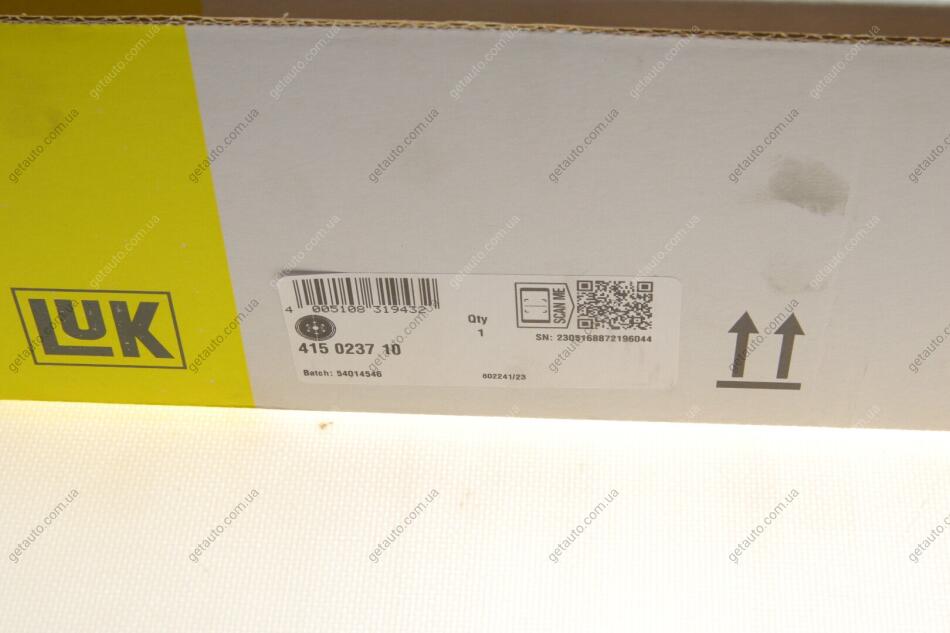 LUK
4 005108 319432
Qty
1
SCAN ME
SN: 2305168872196044
415 0237 10
Batch: 54014546
602241/23
getauto.com.ua